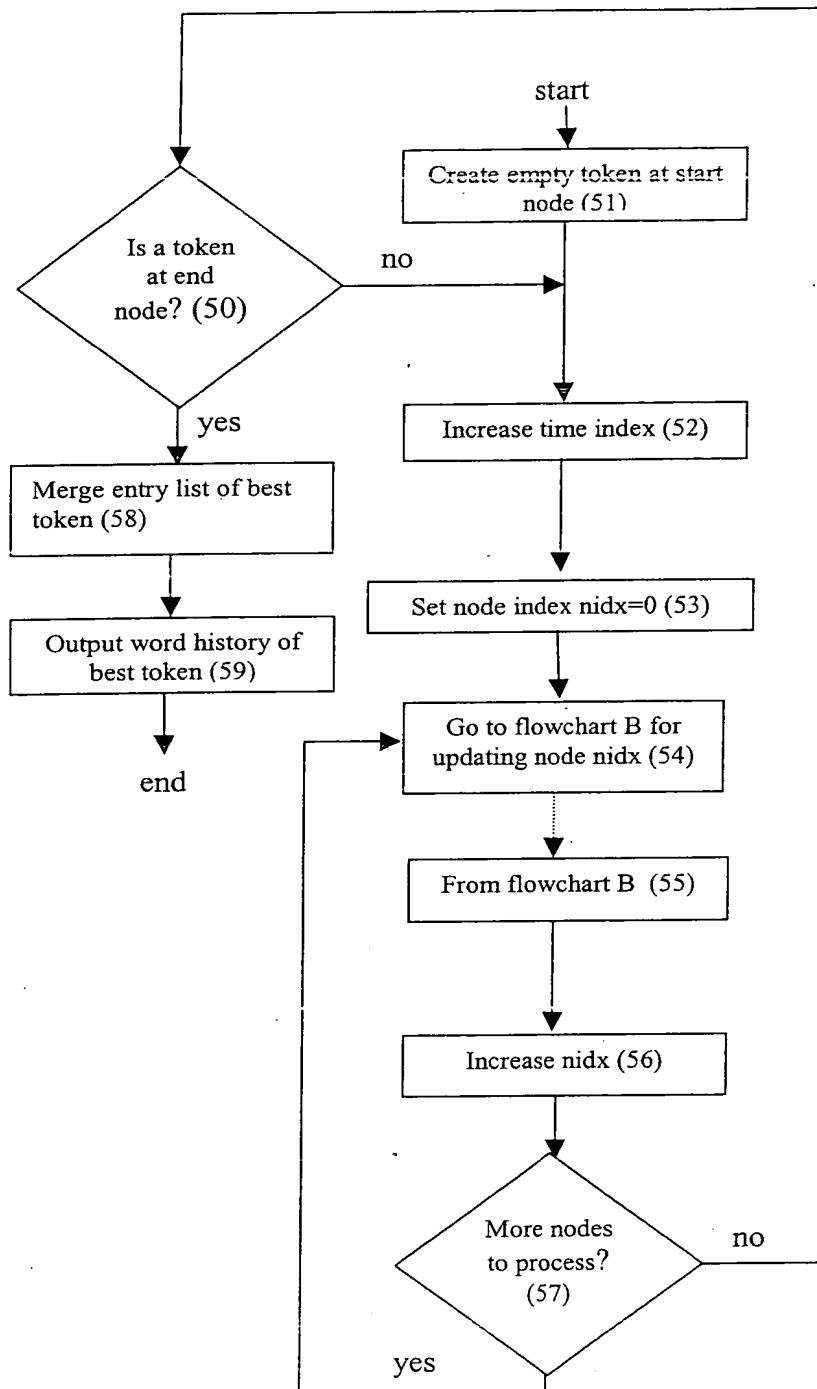 start
Create empty token at start
node (51)
Is a token
at end
node? (50)
no
yes
Increase time index (52)
Merge entry list of best
token (58)
Set node index nidx=0 (53)
Output word history of
best token (59)
Go to flowchart B for
updating node nidx (54)
end
From flowchart B (55)
Increase nidx (56)
More nodes
to process?
(57)
no
yes